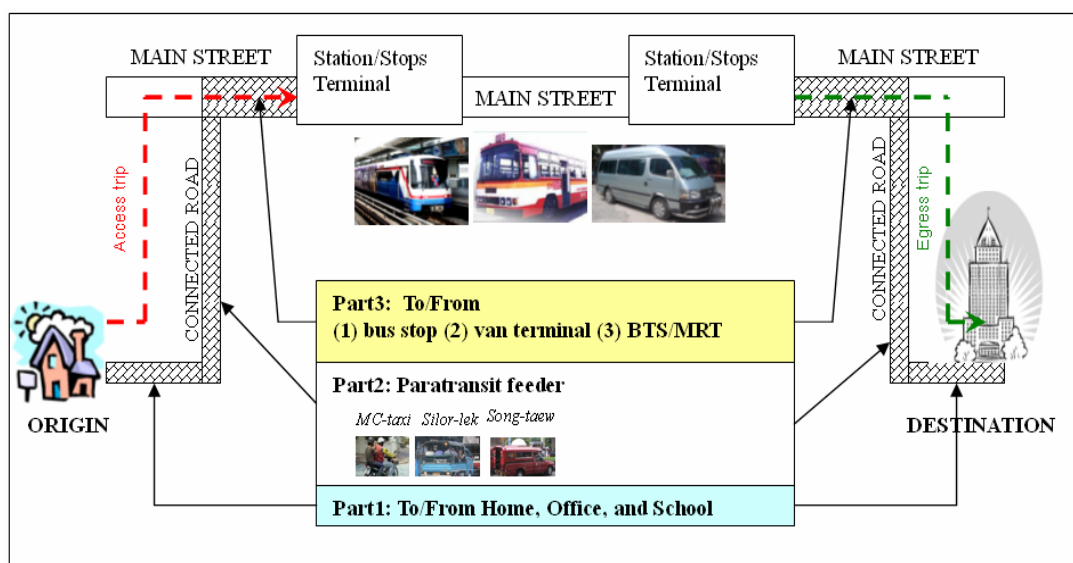 MAIN STREET
Station/Stops
Terminal
MAIN STREET
Station/Stops
Terminal
MAIN STREET
Access trip
CONNECTED ROAD
CONNECTED ROAD
Egress trip
Part3: To/From
(1) bus stop (2) van terminal (3) BTS/MRT
Part2: Paratransit feeder
MC-taxi Silor-lek Song-taew
ORIGIN
DESTINATION
Part1: To/From Home, Office, and School